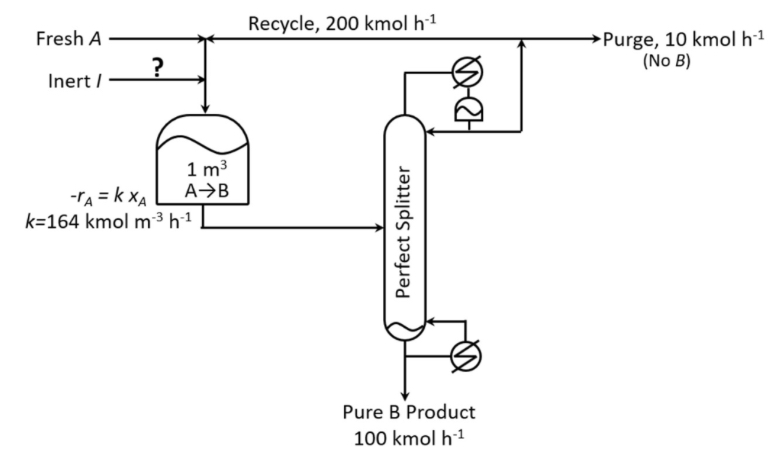 Recycle, 200 kmol h⁻¹
Fresh A
Purge, 10 kmol h⁻¹
(No B)
?
Inert I
1 m³
A→B
-r_A = k x_A
k=164 kmol m⁻³ h⁻¹
Perfect Splitter
Pure B Product
100 kmol h⁻¹